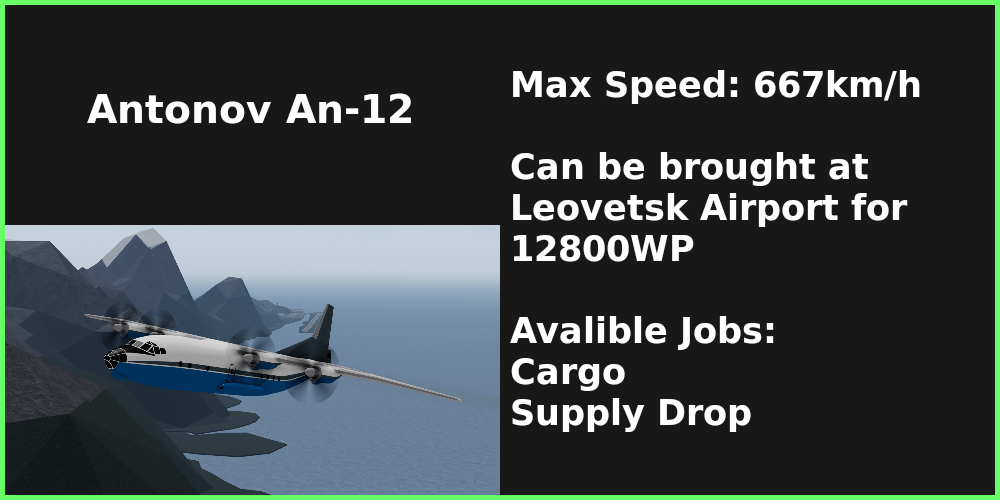 Antonov An-12
Max Speed: 667km/h
Can be brought at
Leovetsk Airport for
12800WP
Avalible Jobs:
Cargo
Supply Drop